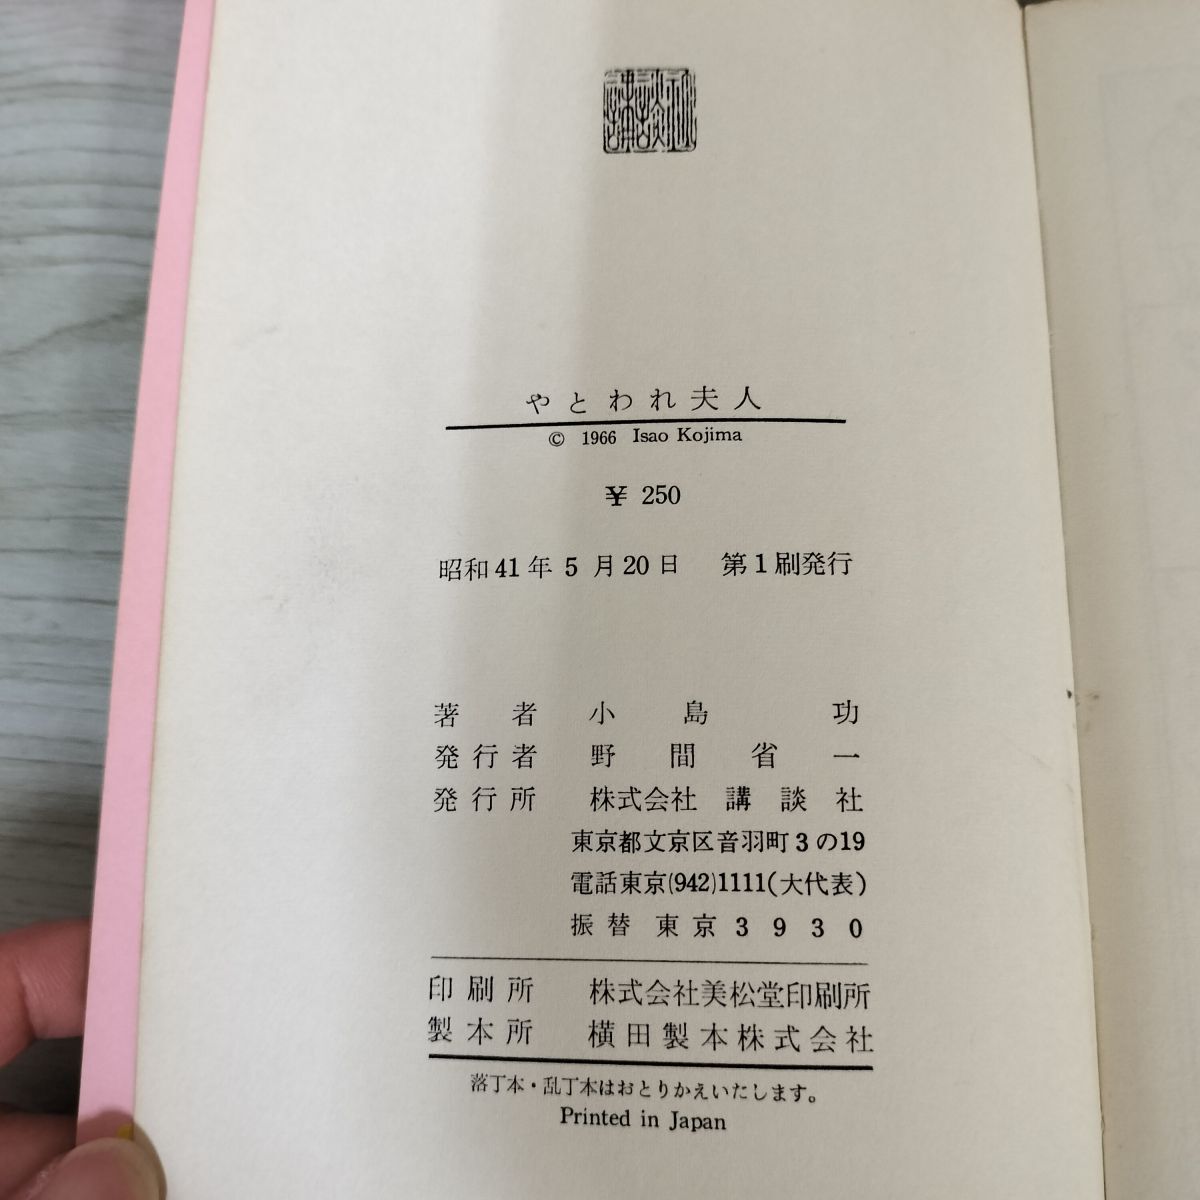 講談社
やとわれ夫人
© 1966 Isao Kojima
¥ 250
昭和41年5月20日 第1刷発行
著者 小島功
発行者 野間省一
発行所 株式会社 講談社
東京都文京区音羽町3の19
電話東京(942)1111(大代表)
振替 東京3930
印刷所 株式会社美松堂印刷所
製本所 横田製本株式会社
落丁本・乱丁本はおとりかえいたします。
Printed in Japan